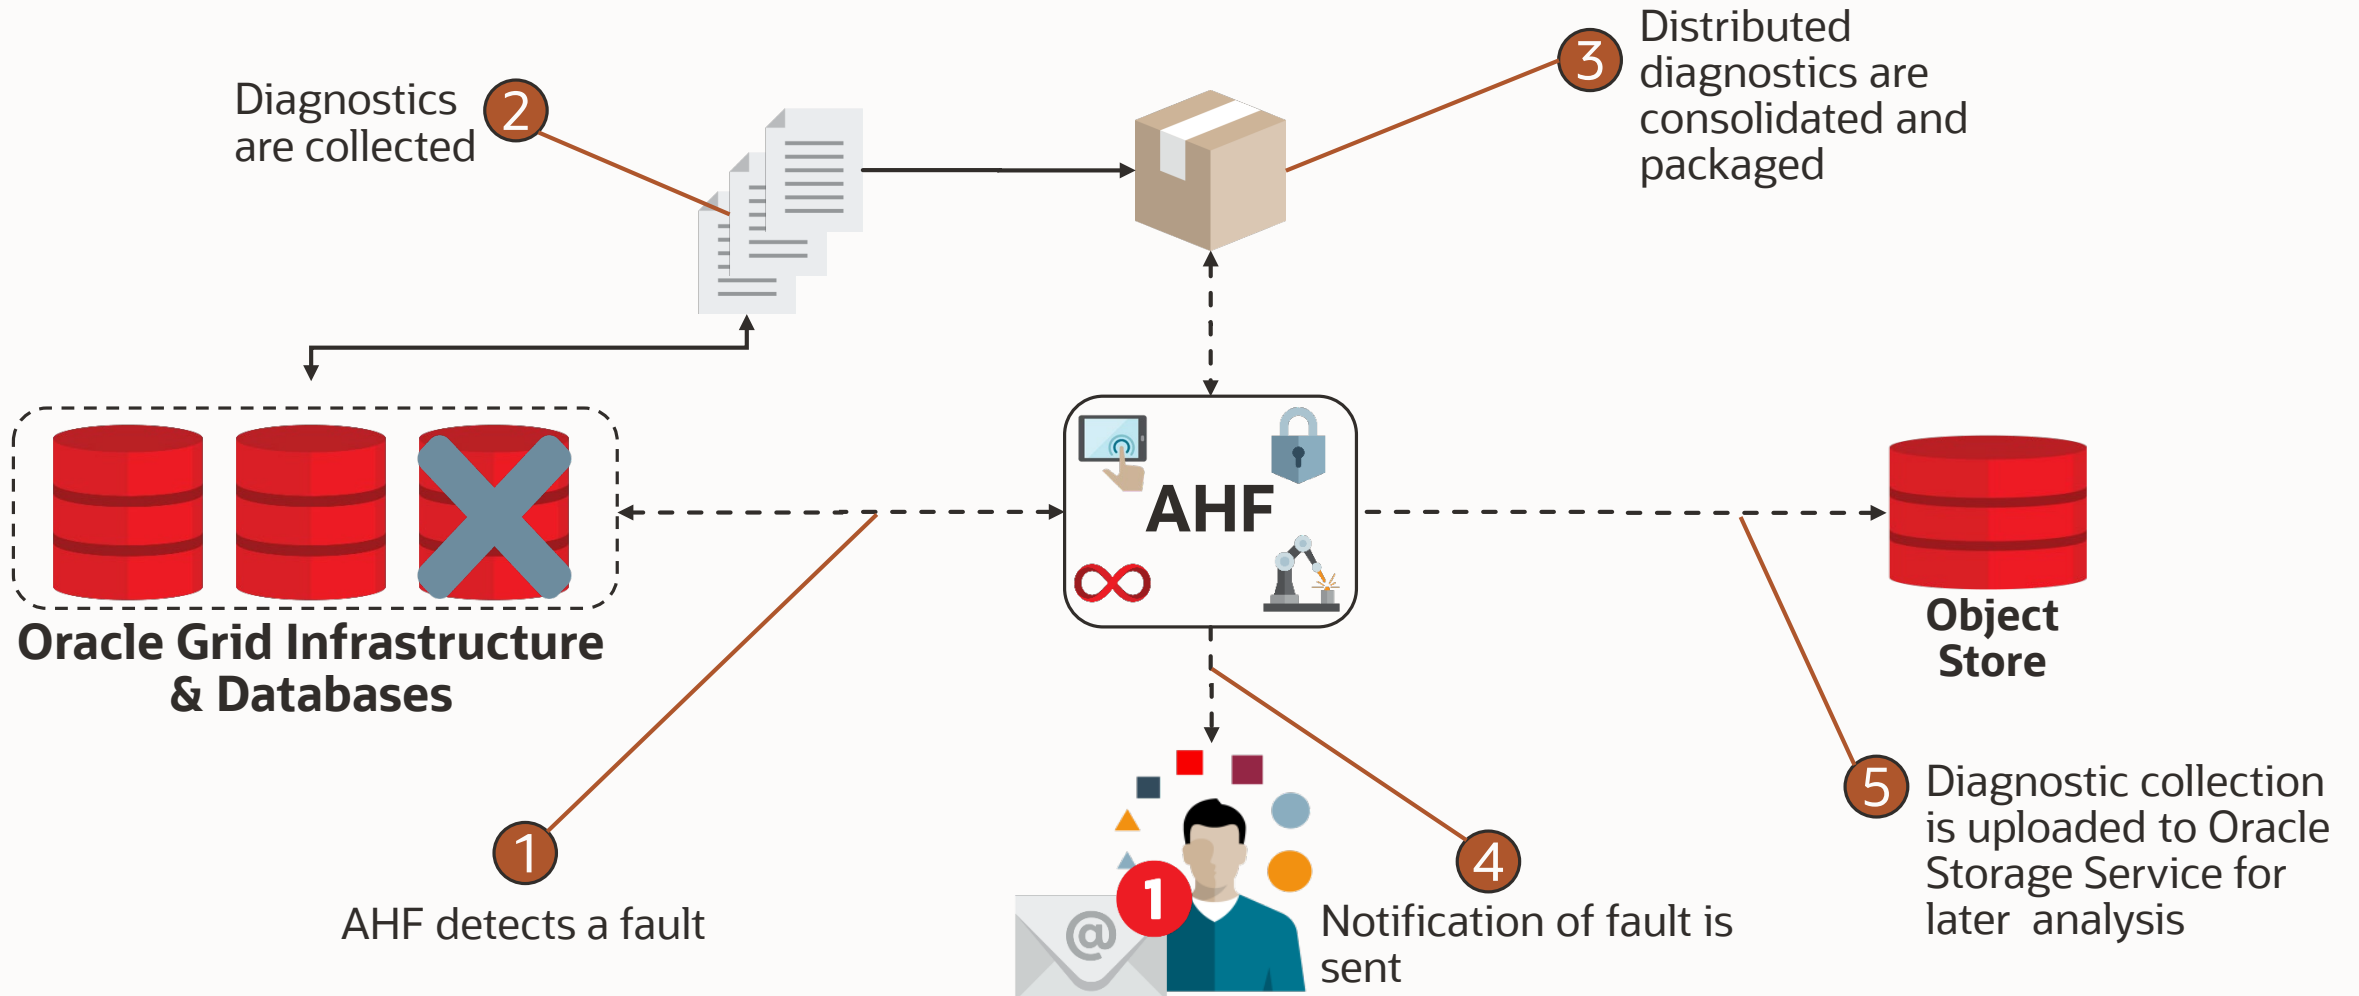 Diagnostics
are collected
2
3
Distributed
diagnostics are
consolidated and
packaged
AHF
Oracle Grid Infrastructure
& Databases
Object
Store
1
AHF detects a fault
@
1
4
Notification of fault is
sent
5
Diagnostic collection
is uploaded to Oracle
Storage Service for
later analysis